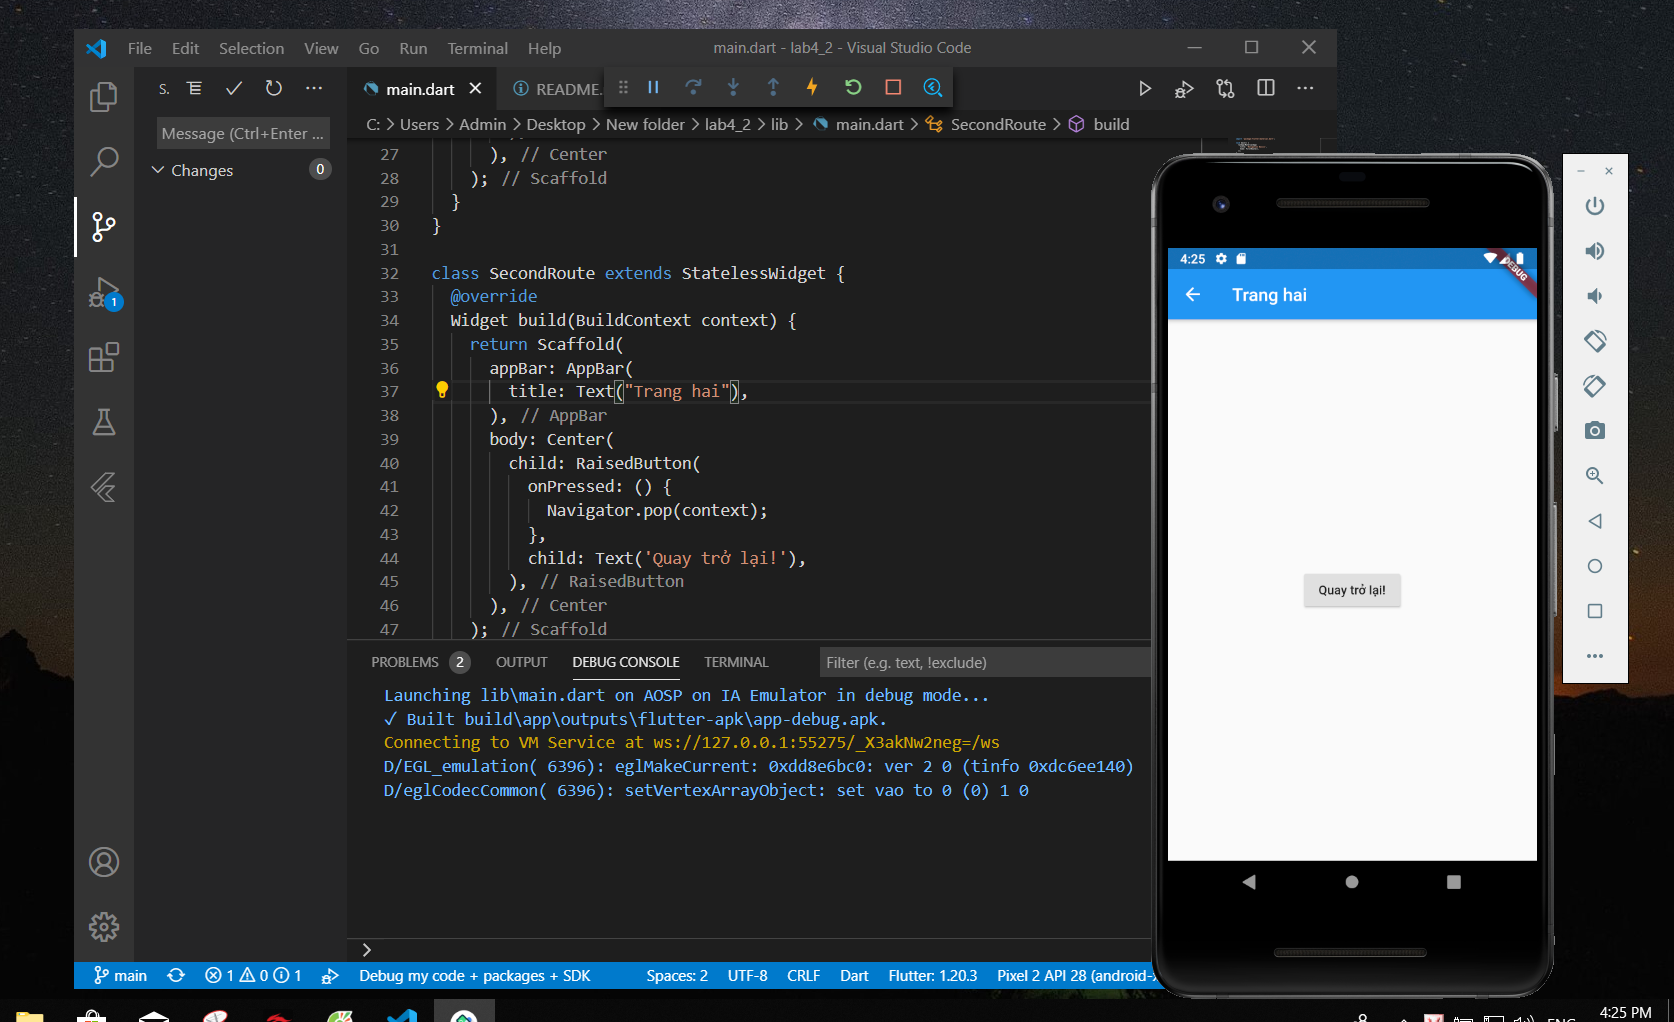 File Edit Selection View Go Run Terminal Help main.dart - lab4_2 - Visual Studio Code
S. main.dart README.
C: > Users > Admin > Desktop > New folder > lab4_2 > lib > main.dart > SecondRoute > build
Message (Ctrl+Enter ...
Changes 0
1
27 ), // Center
28 ); // Scaffold
29 }
30 }
31
32 class SecondRoute extends StatelessWidget {
33 @override
34 Widget build(BuildContext context) {
35 return Scaffold(
36 appBar: AppBar(
37 title: Text("Trang hai"),
38 ), // AppBar
39 body: Center(
40 child: RaisedButton(
41 onPressed: () {
42 Navigator.pop(context);
43 },
44 child: Text('Quay trở lại!'),
45 ), // RaisedButton
46 ), // Center
47 ); // Scaffold
PROBLEMS 2 OUTPUT DEBUG CONSOLE TERMINAL Filter (e.g. text, !exclude)
Launching lib\main.dart on AOSP on IA Emulator in debug mode...
✓ Built build\app\outputs\flutter-apk\app-debug.apk.
Connecting to VM Service at ws://127.0.0.1:55275/_X3akNw2neg=/ws
D/EGL_emulation( 6396): eglMakeCurrent: 0xdd8e6bc0: ver 2 0 (tinfo 0xdc6ee140)
D/eglCodecCommon( 6396): setVertexArrayObject: set vao to 0 (0) 1 0
main 1 0 1 Debug my code + packages + SDK Spaces: 2 UTF-8 CRLF Dart Flutter: 1.20.3 Pixel 2 API 28 (android-x
4:25
DEBUG
Trang hai
Quay trở lại!
ENG 4:25 PM